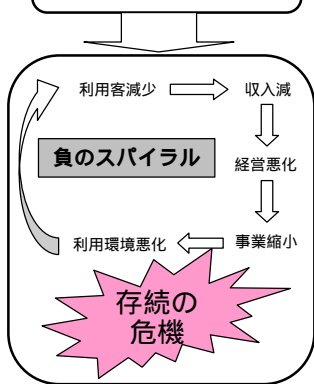 利用客減少
収入減
負のスパイラル
経営悪化
利用環境悪化
事業縮小
存続の
危機